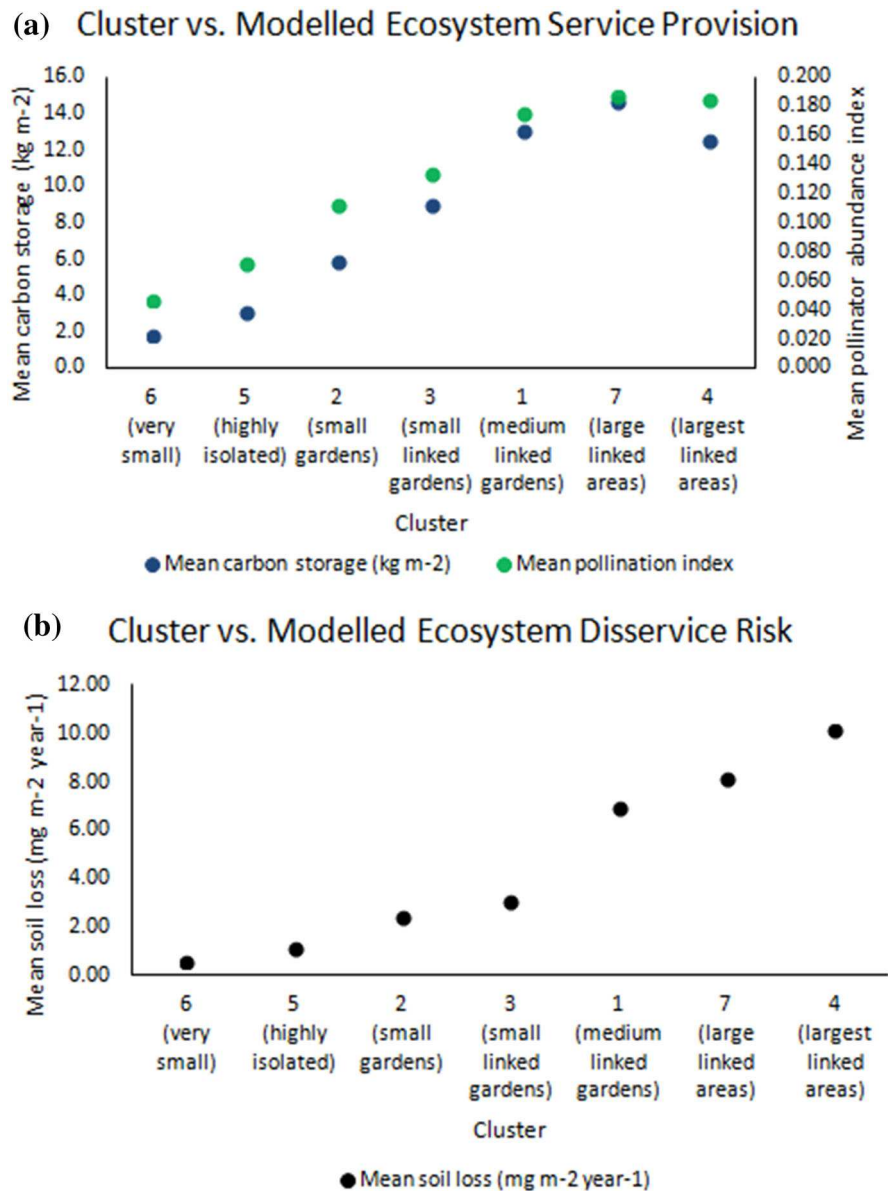 (a) Cluster vs. Modelled Ecosystem Service Provision
16.0
14.0
12.0
10.0
8.0
6.0
4.0
2.0
0.0
Mean carbon storage (kg m-2)
0.200
0.180
0.160
0.140
0.120
0.100
0.080
0.060
0.040
0.020
0.000
Mean pollinator abundance index
6 5 2 3 1 7 4
(very (highly (small (small (medium (large (largest
small) isolated) gardens) linked linked linked linked
gardens) gardens) areas) areas)
Cluster
Mean carbon storage (kg m-2) Mean pollination index
(b) Cluster vs. Modelled Ecosystem Disservice Risk
12.00
10.00
8.00
6.00
4.00
2.00
0.00
Mean soil loss (mg m-2 year-1)
6 5 2 3 1 7 4
(very (highly (small (small (medium (large (largest
small) isolated) gardens) linked linked linked linked
gardens) gardens) areas) areas)
Cluster
Mean soil loss (mg m-2 year-1)